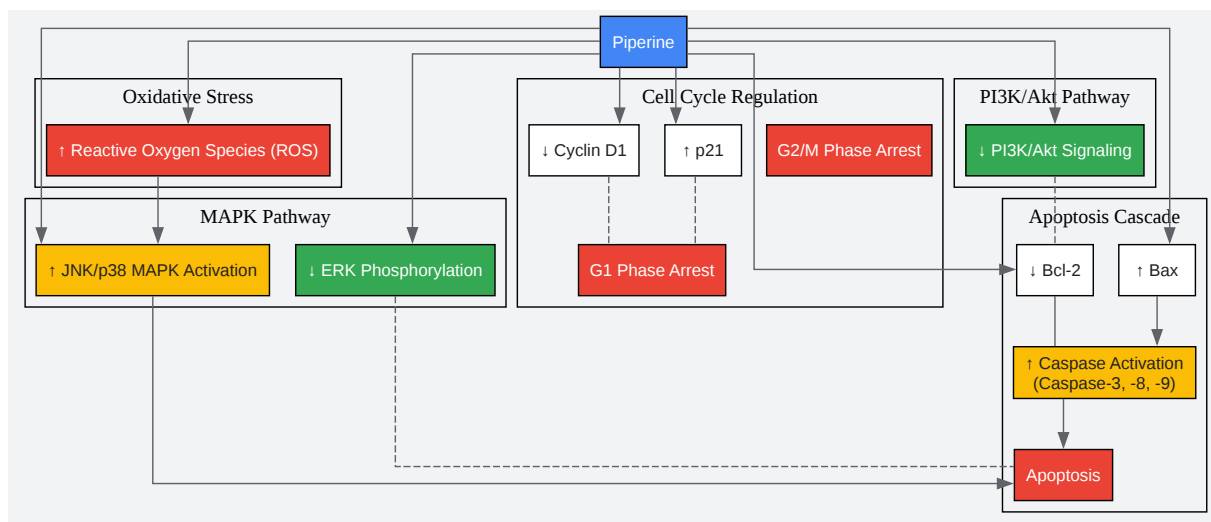 Piperine
Oxidative Stress
Cell Cycle Regulation
PI3K/Akt Pathway
↑ Reactive Oxygen Species (ROS)
↓ Cyclin D1
↑ p21
G2/M Phase Arrest
↓ PI3K/Akt Signaling
MAPK Pathway
Apoptosis Cascade
↑ JNK/p38 MAPK Activation
↓ ERK Phosphorylation
G1 Phase Arrest
↓ Bcl-2
↑ Bax
↑ Caspase Activation
(Caspase-3, -8, -9)
Apoptosis